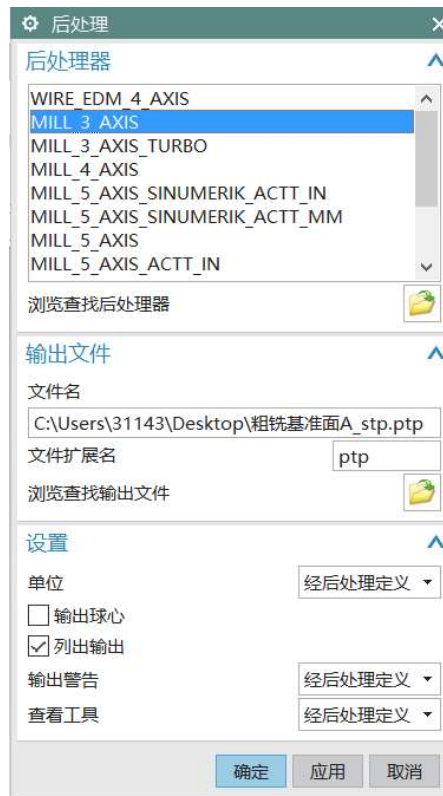 后处理
后处理器
WIRE_EDM_4_AXIS
MILL_3_AXIS
MILL_3_AXIS_TURBO
MILL_4_AXIS
MILL_5_AXIS_SINUMERIK_ACTT_IN
MILL_5_AXIS_SINUMERIK_ACTT_MM
MILL_5_AXIS
MILL_5_AXIS_ACTT_IN
浏览查找后处理器
输出文件
文件名
C:\Users\31143\Desktop\粗铣基准面A_stp.ptp
文件扩展名 ptp
浏览查找输出文件
设置
单位 经后处理定义
输出球心
列出输出
输出警告 经后处理定义
查看工具 经后处理定义
确定 应用 取消